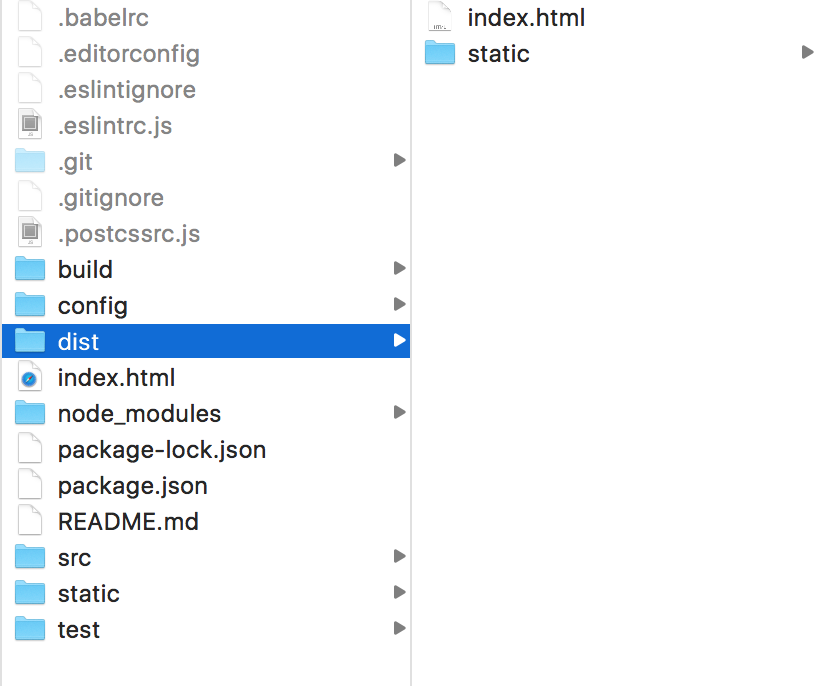 .babelrc
.editorconfig
.eslintignore
.eslintrc.js
.git
.gitignore
.postcssrc.js
build
config
dist
index.html
node_modules
package-lock.json
package.json
README.md
src
static
test
index.html
static